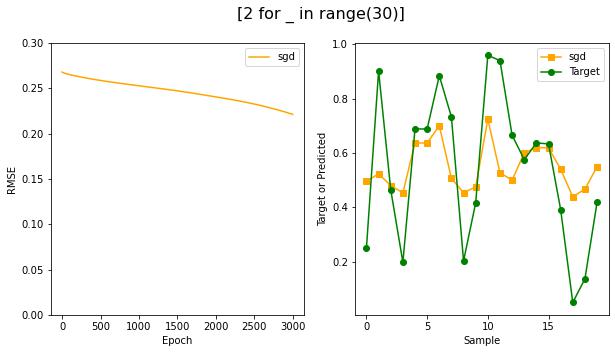 [2 for _ in range(30)]
0.30
0.25
0.20
0.15
0.10
0.05
0.00
RMSE
0 500 1000 1500 2000 2500 3000
Epoch
sgd
1.0
0.8
0.6
0.4
0.2
Target or Predicted
0 5 10 15
Sample
sgd
Target